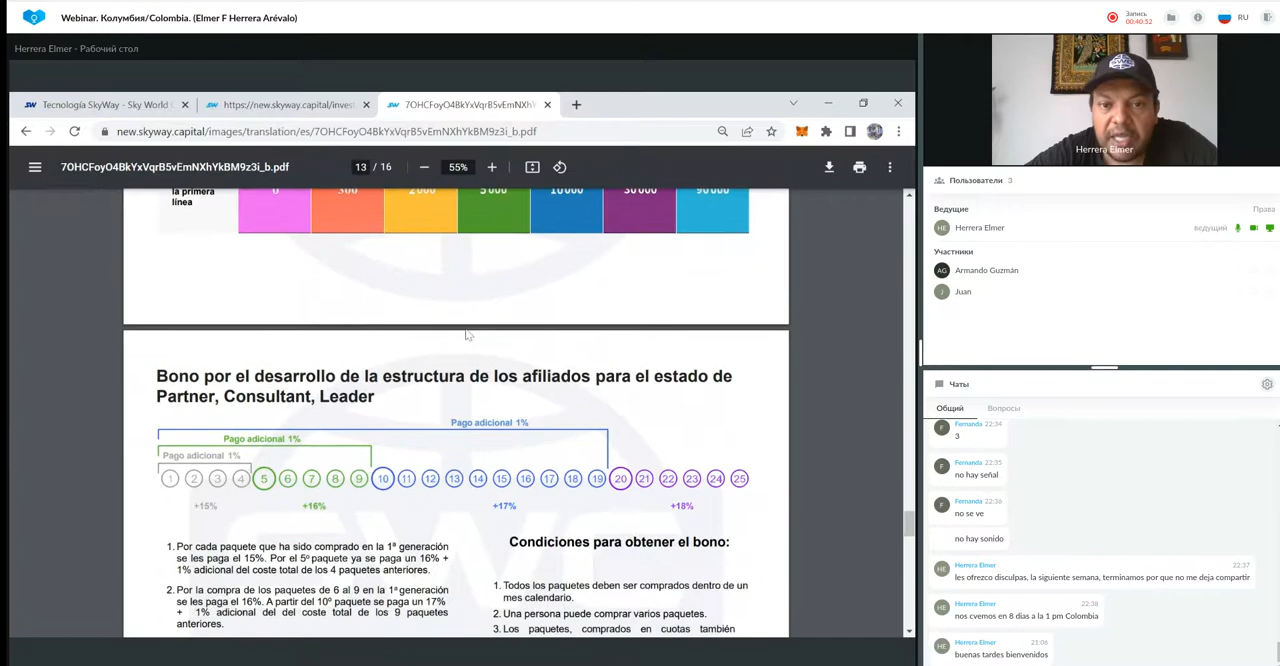 Webinar. Колумбия/Colombia. (Elmer F Herrera Arévalo)
Запись
00:40:52
RU
Herrera Elmer - Рабочий стол
Tecnología SkyWay - Sky World
https://new.skyway.capital/inves
7OHCFoyO4BkYxVqrB5vEmNXhY
new.skyway.capital/images/translation/es/7OHCFoyO4BkYxVqrB5vEmNXhYkBM9z3i_b.pdf
7OHCFoyO4BkYxVqrB5vEmNXhYkBM9z3i_b.pdf
13 / 16
55%
la primera
línea
0
300
2 000
5 000
10 000
30 000
90 000
Bono por el desarrollo de la estructura de los afiliados para el estado de
Partner, Consultant, Leader
Pago adicional 1%
Pago adicional 1%
Pago adicional 1%
1 2 3 4 5 6 7 8 9 10 11 12 13 14 15 16 17 18 19 20 21 22 23 24 25
+15%
+16%
+17%
+18%
1. Por cada paquete que ha sido comprado en la 1ª generación
se les paga el 15%. Por el 5º paquete ya se paga un 16% +
1% adicional del coste total de los 4 paquetes anteriores.
2. Por la compra de los paquetes de 6 al 9 en la 1ª generación
se les paga el 16%. A partir del 10º paquete se paga un 17%
+ 1% adicional del del coste total de los 9 paquetes
anteriores.
Condiciones para obtener el bono:
1. Todos los paquetes deben ser comprados dentro de un
mes calendario.
2. Una persona puede comprar varios paquetes.
3. Los paquetes, comprados en cuotas también
Herrera Elmer
Пользователи 3
Ведущие
Права
HE
Herrera Elmer
ведущий
Участники
AG
Armando Guzmán
J
Juan
Чаты
Общий
Вопросы
F
Fernanda 22:34
3
F
Fernanda 22:35
no hay señal
F
Fernanda 22:36
no se ve
no hay sonido
HE
Herrera Elmer
22:37
les ofrezco disculpas, la siguiente semana, terminamos por que no me deja compartir
HE
Herrera Elmer
22:38
nos cvemos en 8 dias a la 1 pm Colombia
HE
Herrera Elmer
21:06
buenas tardes bienvenidos